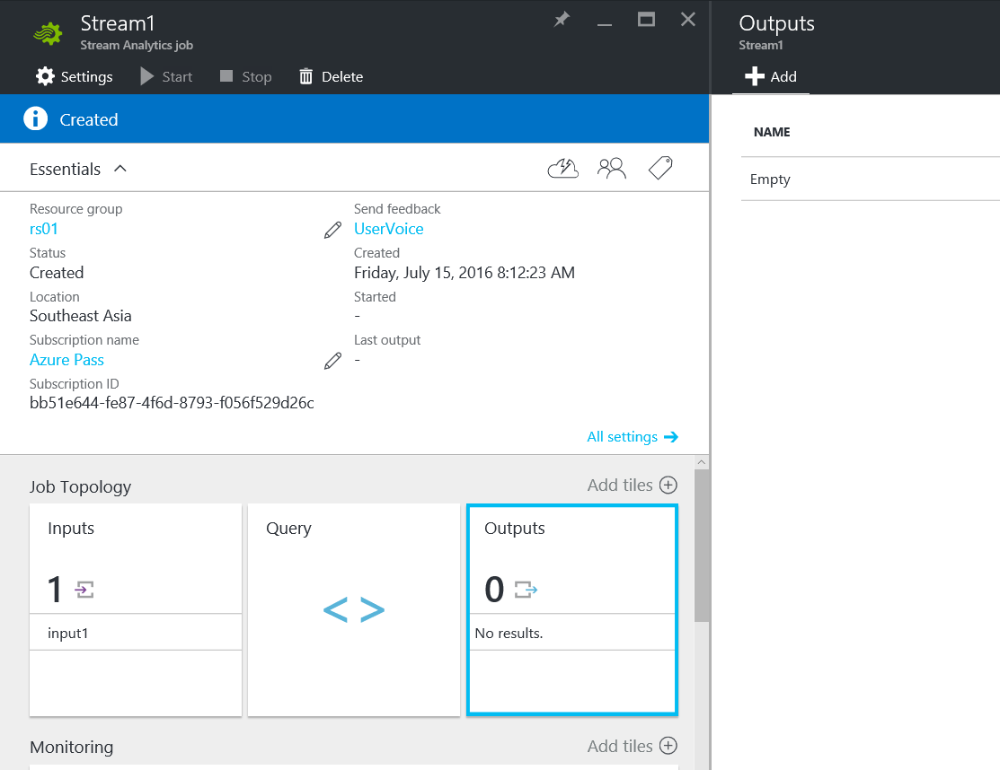 Stream1
Stream Analytics job
Settings
Start
Stop
Delete
Created
Essentials
Resource group
rs01
Status
Created
Location
Southeast Asia
Subscription name
Azure Pass
Subscription ID
bb51e644-fe87-4f6d-8793-f056f529d26c
Send feedback
UserVoice
Created
Friday, July 15, 2016 8:12:23 AM
Started
-
Last output
-
All settings
Job Topology
Add tiles
Inputs
1
input1
Query
< >
Outputs
0
No results.
Monitoring
Add tiles
Outputs
Stream1
Add
NAME
Empty